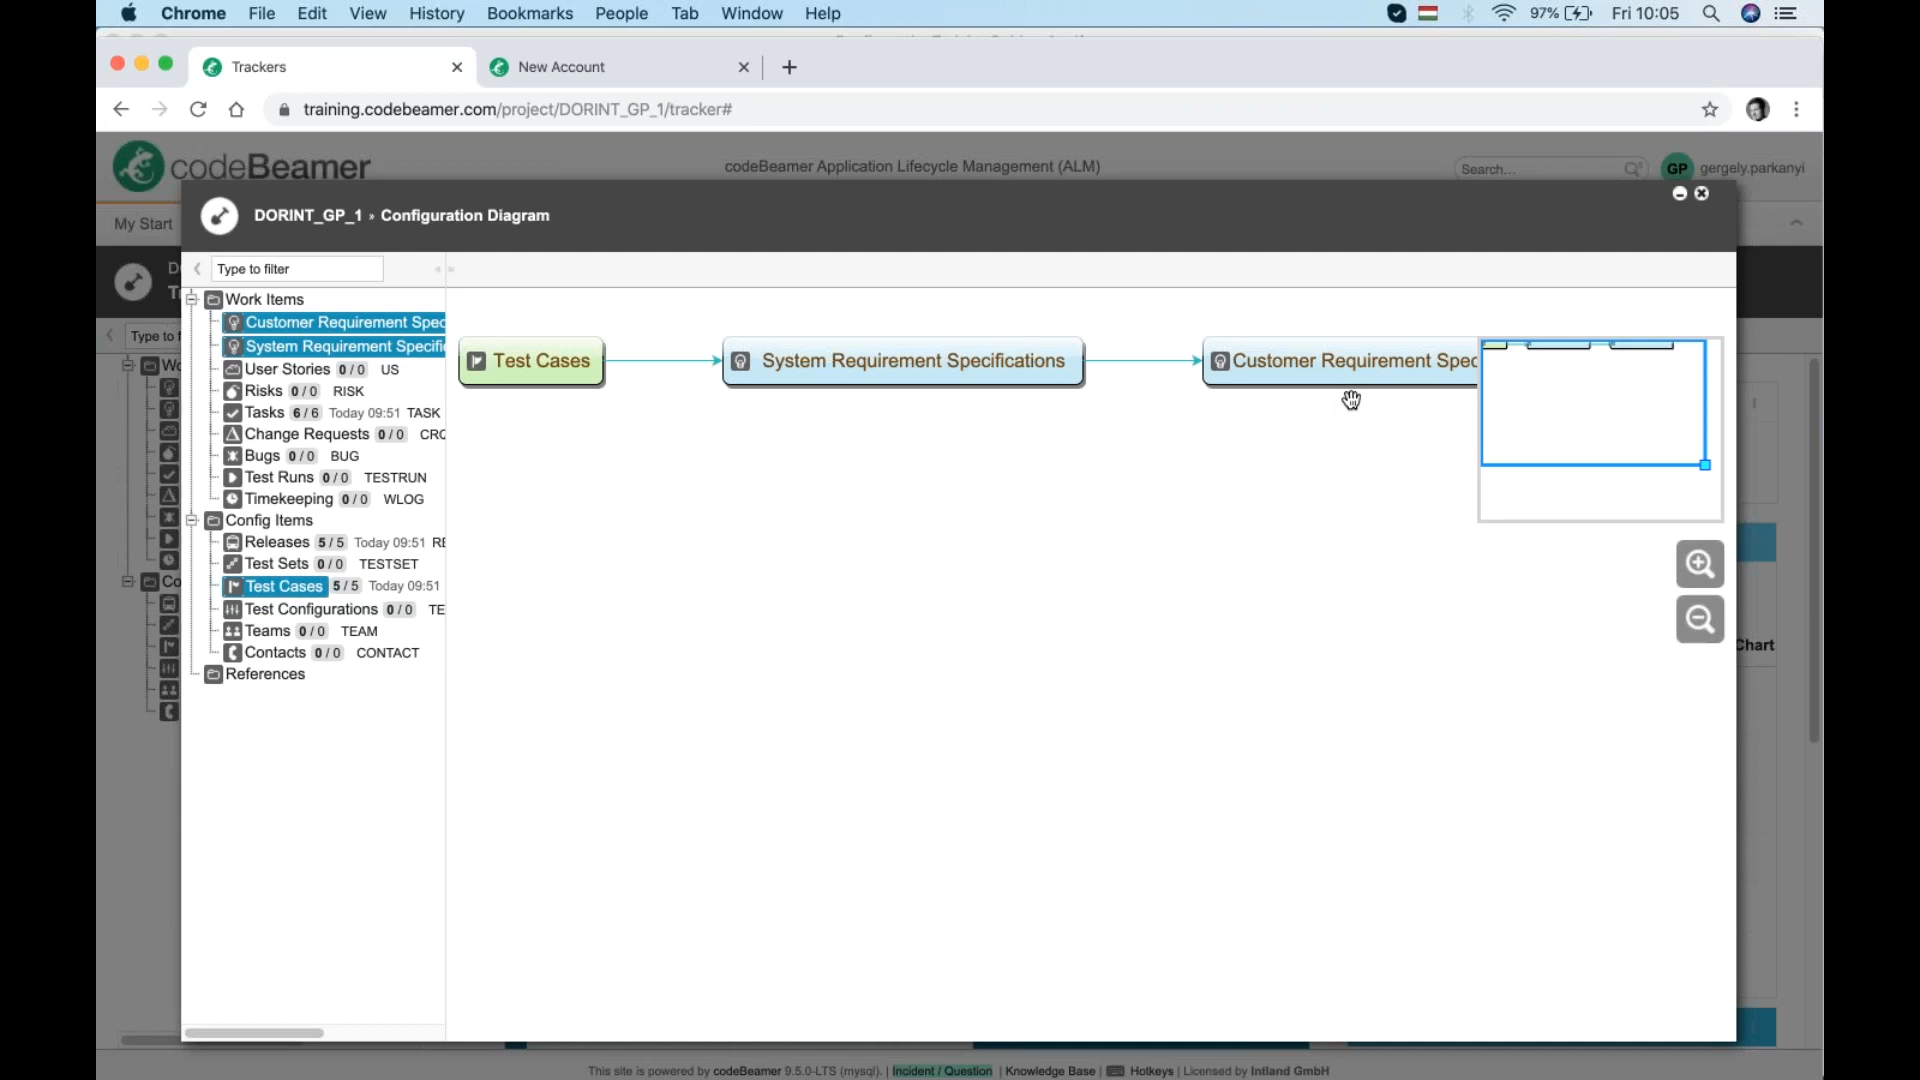 Chrome File Edit View History Bookmarks People Tab Window Help 97% Fri 10:05
Trackers New Account
training.codebeamer.com/project/DORINT_GP_1/tracker#
codeBeamer codeBeamer Application Lifecycle Management (ALM) Search... GP gergely.parkanyi
My Start DORINT_GP_1 » Configuration Diagram
Type to filter
Type to f
Work Items
Customer Requirement Spec
System Requirement Specifi
User Stories 0/0 US
Risks 0/0 RISK
Tasks 6/6 Today 09:51 TASK
Change Requests 0/0 CRQ
Bugs 0/0 BUG
Test Runs 0/0 TESTRUN
Timekeeping 0/0 WLOG
Config Items
Releases 5/5 Today 09:51 RE
Test Sets 0/0 TESTSET
Test Cases 5/5 Today 09:51
Test Configurations 0/0 TE
Teams 0/0 TEAM
Contacts 0/0 CONTACT
References
Test Cases System Requirement Specifications Customer Requirement Spec
Chart
This site is powered by codeBeamer 9.5.0-LTS (mysql). | Incident / Question | Knowledge Base | Hotkeys | Licensed by Intland GmbH